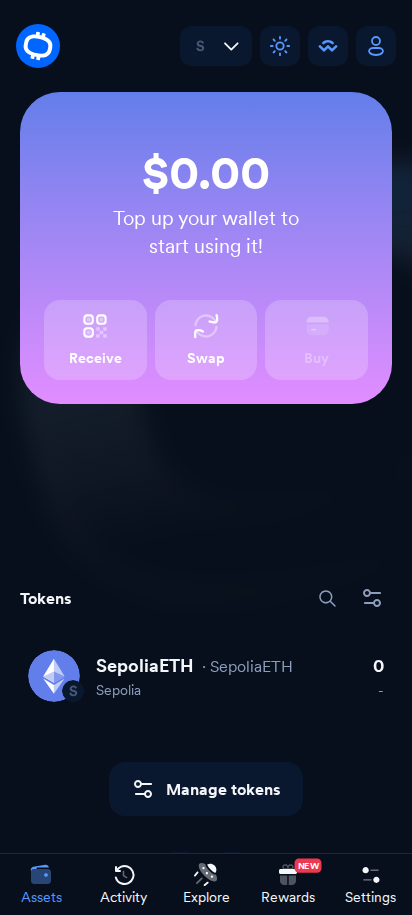 S
$0.00
Top up your wallet to
start using it!
Receive
Swap
Buy
Tokens
SepoliaETH · SepoliaETH 0
S
Sepolia -
Manage tokens
NEW
Assets
Activity
Explore
Rewards
Settings